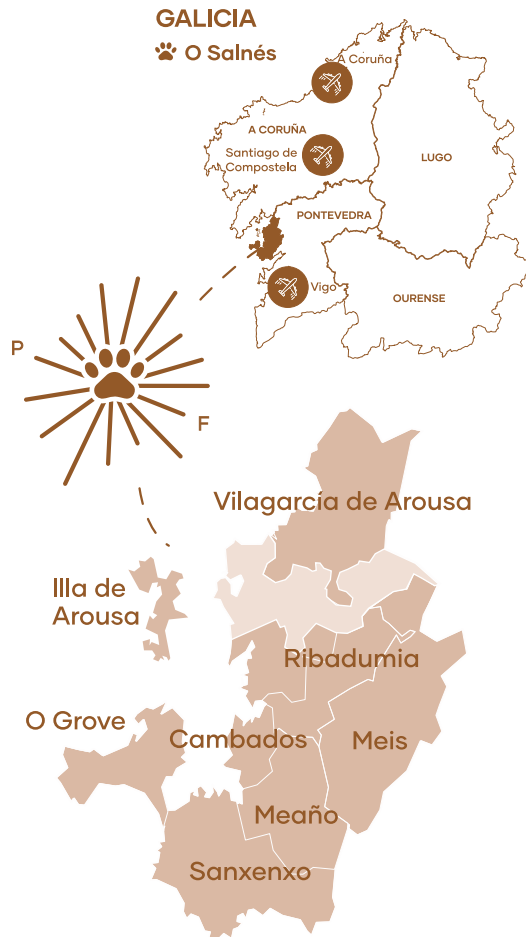 GALICIA
O Salnés
A Coruña
A CORUÑA
Santiago de
Compostela
LUGO
PONTEVEDRA
Vigo
OURENSE
P
F
Vilagarcía de Arousa
Illa de
Arousa
Ribadumia
O Grove
Cambados
Meis
Meaño
Sanxenxo